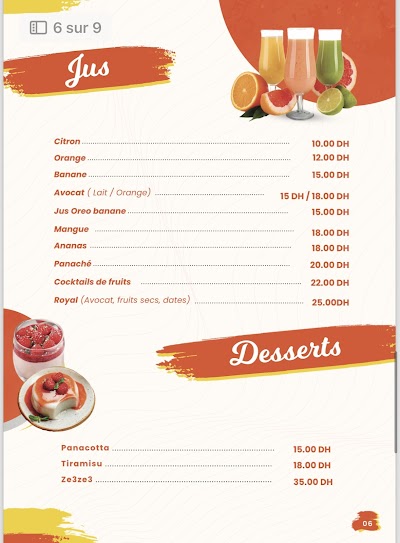 6 sur 9
Jus
Citron 10.00 DH
Orange 12.00 DH
Banane 15.00 DH
Avocat ( Lait / Orange) 15 DH / 18.00 DH
Jus Oreo banane 15.00 DH
Mangue 18.00 DH
Ananas 18.00 DH
Panaché 20.00 DH
Cocktails de fruits 22.00 DH
Royal (Avocat, fruits secs, dates) 25.00DH
Desserts
Panacotta 15.00 DH
Tiramisu 18.00 DH
Ze3ze3 35.00 DH
06